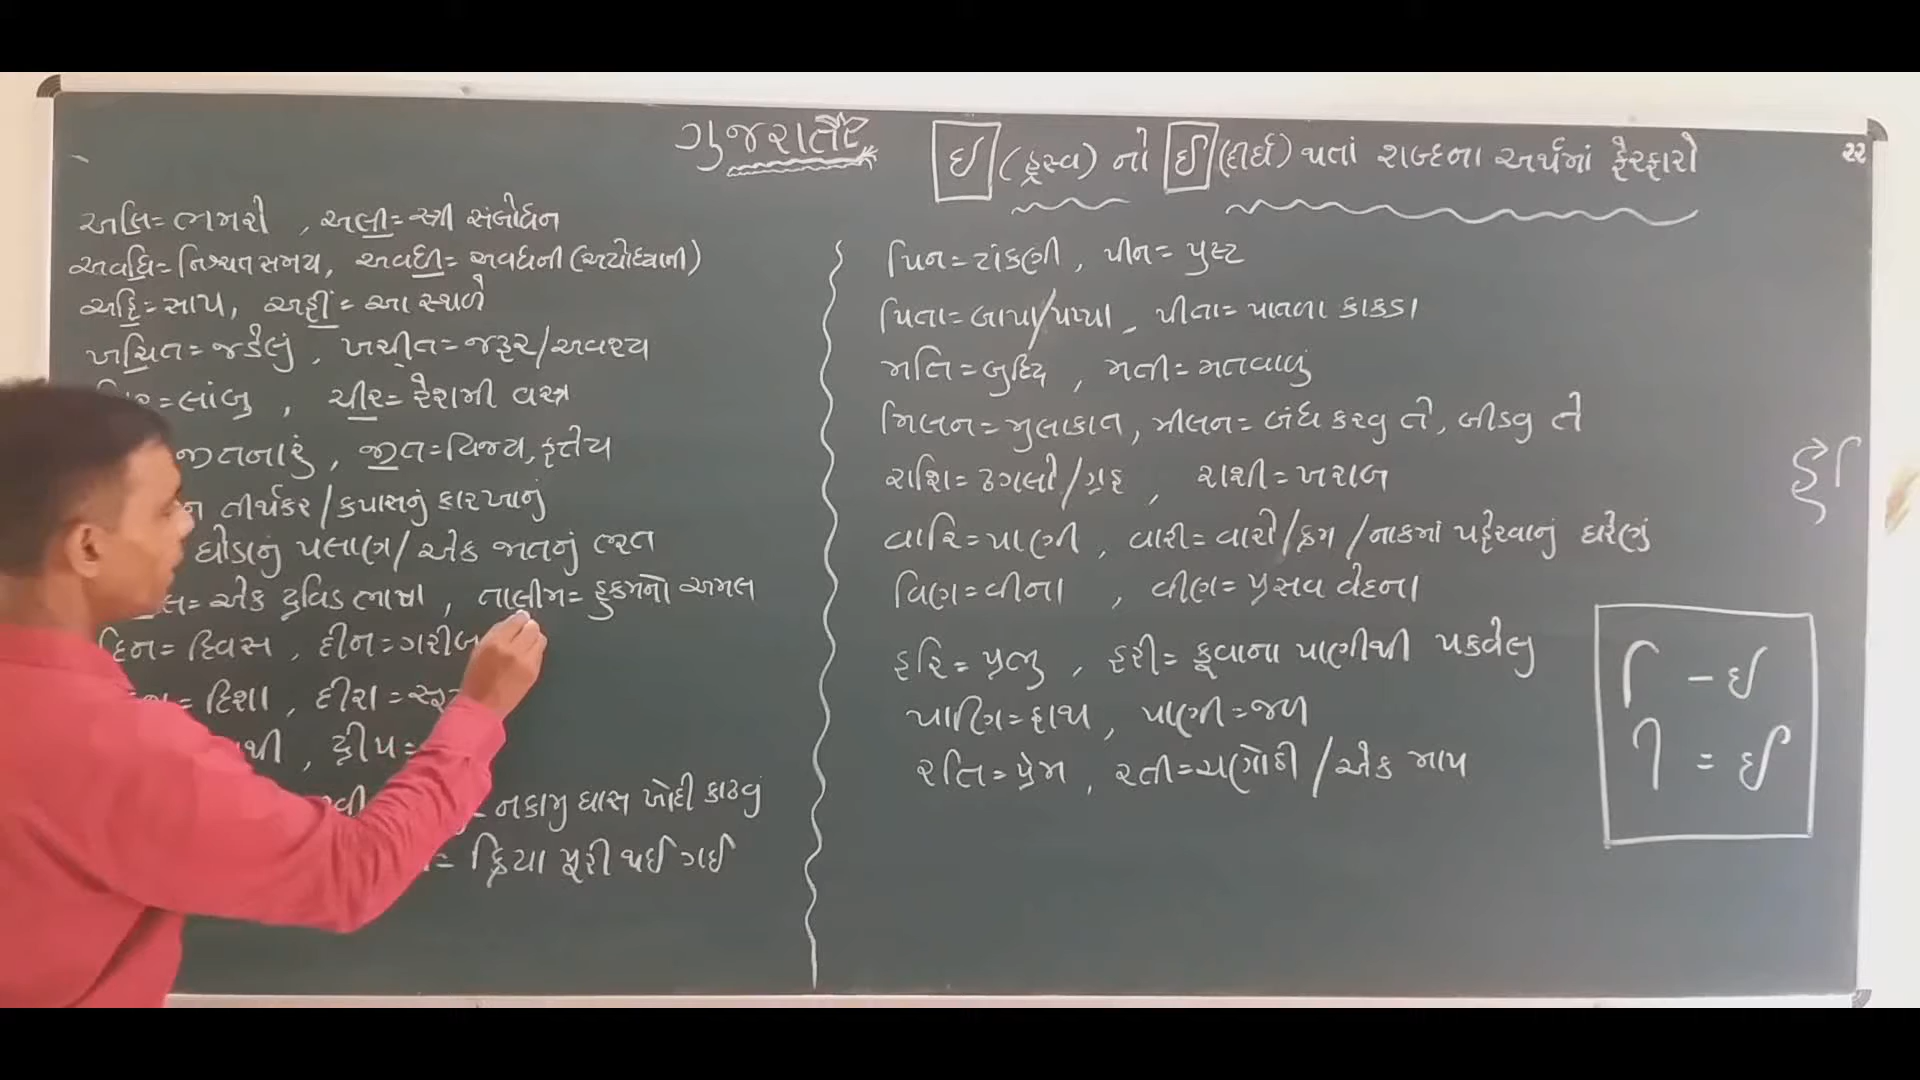 ગુજરાતી
ઇ (હ્રસ્વ) નો ઈ (દીર્ઘ) થતાં શબ્દના અર્થમાં ફેરફારો
૨૨
અલિ=ભમરો , અલી=સ્ત્રી સંબોધન
અવધિ=નિશ્ચિત સમય, અવધી=અવધની (અયોધ્યાની)
અહિ=સાપ, અહીં=આ સ્થળે
ખચિત=જડેલું , ખચીત=જરૂર/અવશ્ય
=લાંબુ , ચીર=રેશમી વસ્ત્ર
જીતનારું , જીત=વિજય, ફત્તેય
ન તીર્થંકર/કપાસનું કારખાનું
ઘોડાનું પલાણ/એક જાતનું ભરત
લ=એક દ્રવિડ ભાષા , તાલીમ=હુકમનો અમલ
દિન=દિવસ , દીન=ગરીબ
=દિશા , દીશ=સૂ
થી , દ્વીપ=
વી નકામુ ઘાસ ખોદી કાઢવું
= ક્રિયા પૂરી થઈ ગઈ
પિન=ટાંકણી , પીન=પુષ્ટ
પિતા=બાપા/પપ્પા , પીતા=પાતળા કાકડા
મતિ=બુદ્ધિ , મતી=મતવાળું
મિલન=મુલાકાત, મીલન=બંધ કરવુ તે, બીડવુ તે
રાશિ=ઢગલો/ગ્રહ , રાશી=ખરાબ
વારિ=પાણી , વારી=વારો/ક્રમ/નાકમાં પહેરવાનું ઘરેણું
વિણ=વીના , વીણ=પ્રસવ વેદના
હરિ=પ્રભુ , હરી=કૂવાના પાણીથી પકવેલુ
પાણિ=હાથ , પાણી=જળ
રતિ=પ્રેમ , રતી=ચણોઠી/એક માપ
િ - ઇ
ી = ઈ